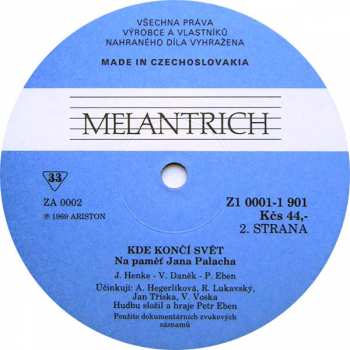 VŠECHNA PRÁVA
VÝROBCE A VLASTNÍKŮ
NAHRANÉHO DÍLA VYHRAŽENA
MADE IN CZECHOSLOVAKIA
MELANTRICH
33
ZA 0002
℗ 1969 ARISTON
Z1 0001-1 901
Kčs 44,-
2. STRANA
KDE KONČÍ SVĚT
Na paměť Jana Palacha
J. Henke - V. Daněk - P. Eben
Účinkují: A. Hegerlíková, R. Lukavský,
Jan Tříska, V. Voska
Hudbu složil a hraje Petr Eben
Použito dokumentárních zvukových
záznamů